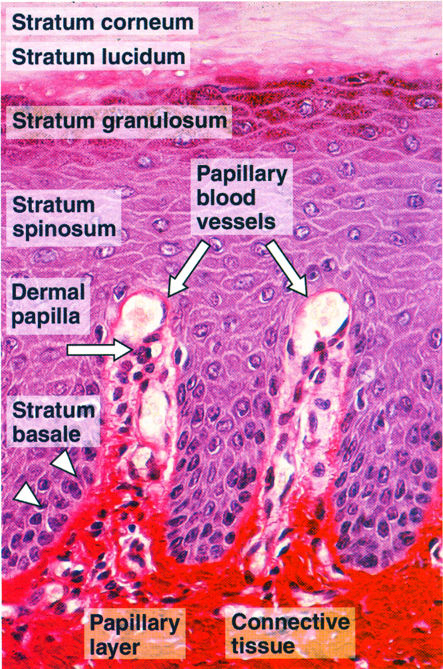 Stratum corneum
Stratum lucidum
Stratum granulosum
Papillary
blood
vessels
Stratum
spinosum
Dermal
papilla
Stratum
basale
Papillary
layer
Connective
tissue